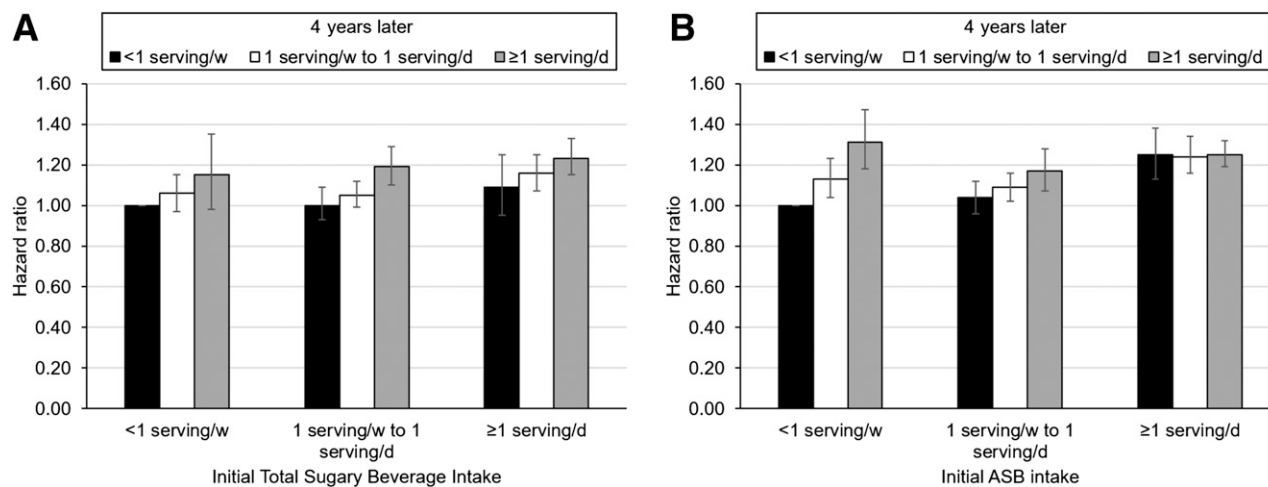 A
4 years later
<1 serving/w 1 serving/w to 1 serving/d ≥1 serving/d
1.60
1.40
1.20
1.00
0.80
0.60
0.40
0.20
0.00
Hazard ratio
<1 serving/w 1 serving/w to 1 ≥1 serving/d
serving/d
Initial Total Sugary Beverage Intake
B
4 years later
<1 serving/w 1 serving/w to 1 serving/d ≥1 serving/d
1.60
1.40
1.20
1.00
0.80
0.60
0.40
0.20
0.00
Hazard ratio
<1 serving/w 1 serving/w to 1 ≥1 serving/d
serving/d
Initial ASB intake